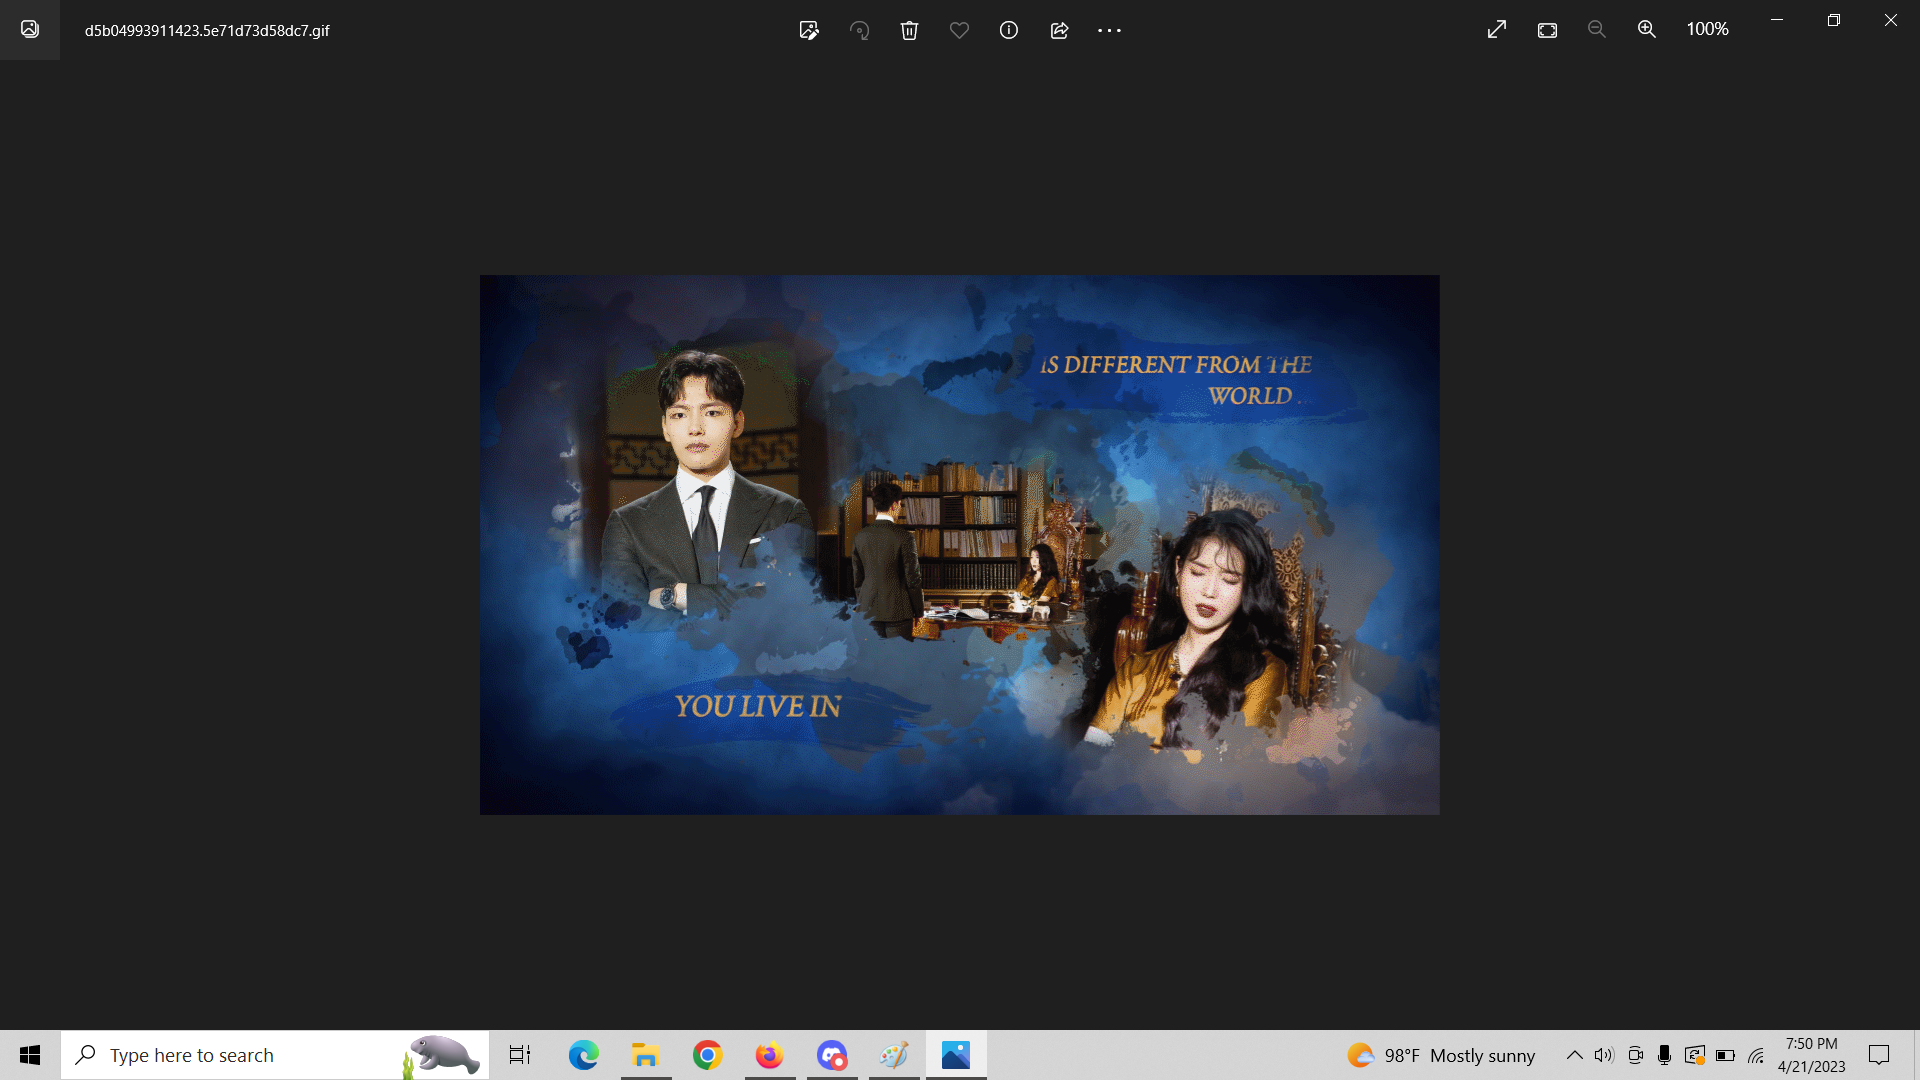 d5b04993911423.5e71d73d58dc7.gif
100%
IS DIFFERENT FROM THE
WORLD ...
YOU LIVE IN
Type here to search
98°F Mostly sunny
7:50 PM
4/21/2023